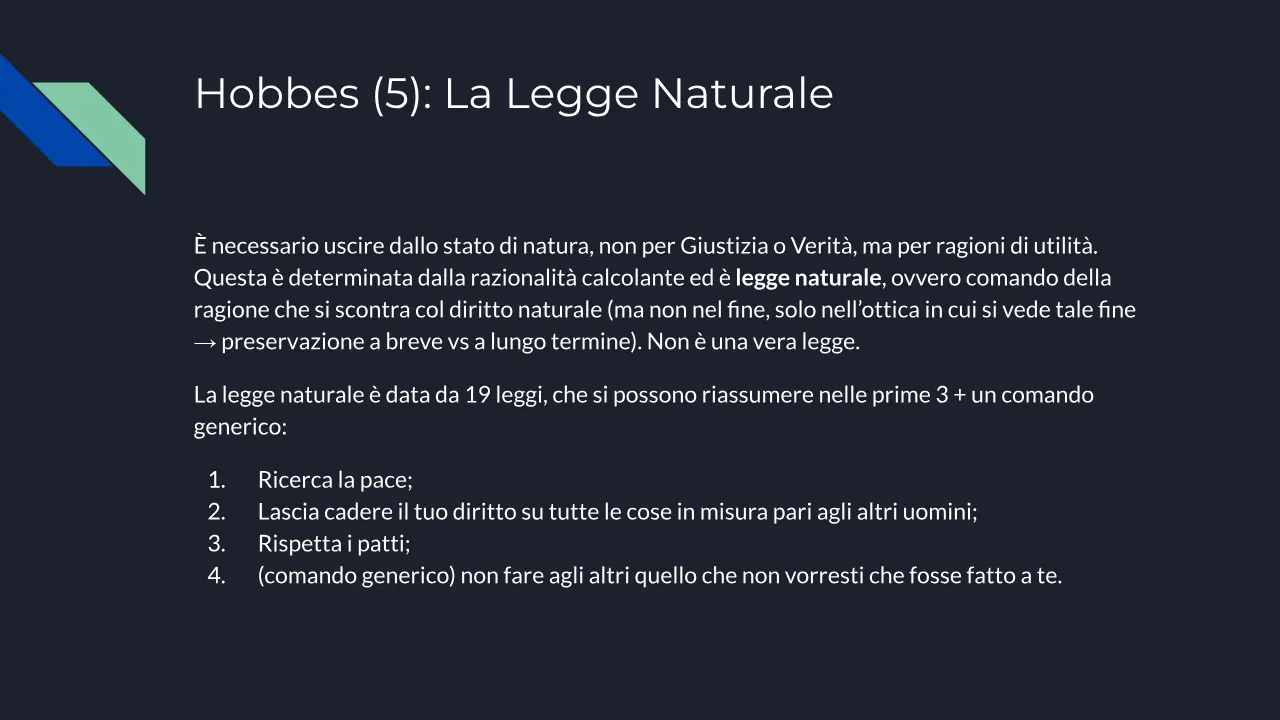 Hobbes (5): La Legge Naturale
È necessario uscire dallo stato di natura, non per Giustizia o Verità, ma per ragioni di utilità.
Questa è determinata dalla razionalità calcolante ed è legge naturale, ovvero comando della
ragione che si scontra col diritto naturale (ma non nel fine, solo nell’ottica in cui si vede tale fine
→ preservazione a breve vs a lungo termine). Non è una vera legge.
La legge naturale è data da 19 leggi, che si possono riassumere nelle prime 3 + un comando
generico:
1. Ricerca la pace;
2. Lascia cadere il tuo diritto su tutte le cose in misura pari agli altri uomini;
3. Rispetta i patti;
4. (comando generico) non fare agli altri quello che non vorresti che fosse fatto a te.